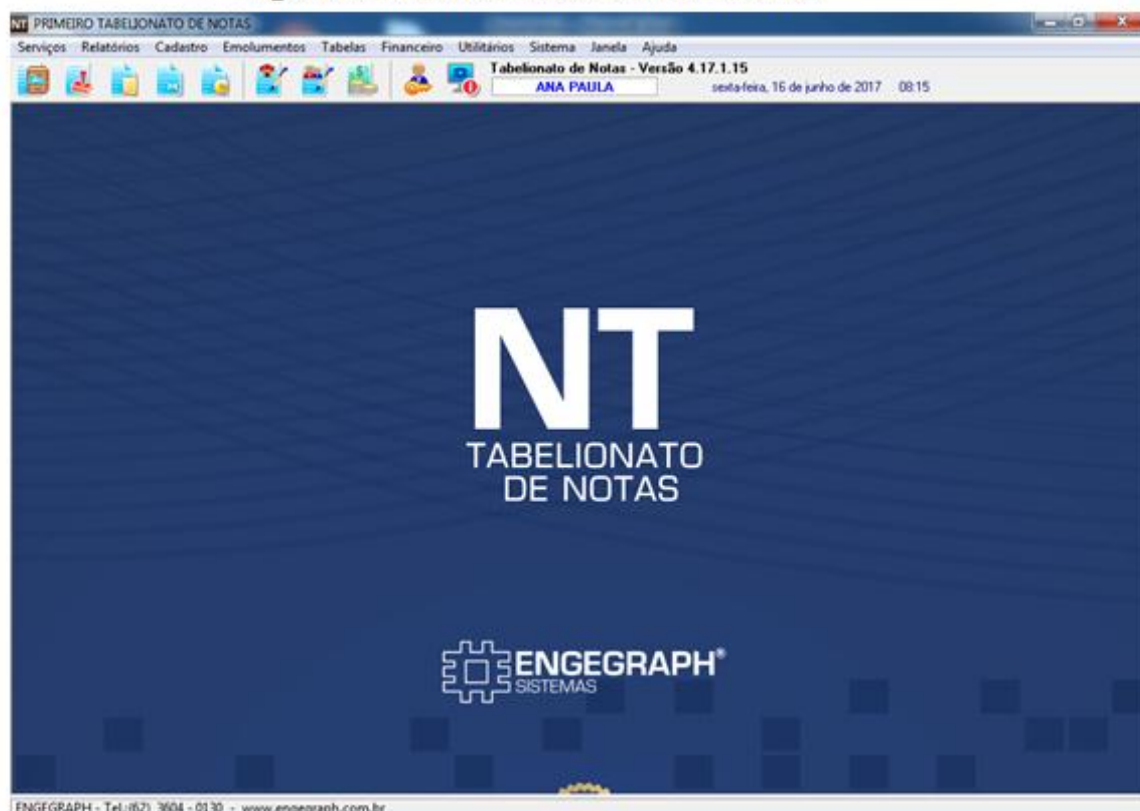 NT PRIMEIRO TABELIONATO DE NOTAS
Serviços Relatórios Cadastro Emolumentos Tabelas Financeiro Utilitários Sistema Janela Ajuda
Tabelionato de Notas - Versão 4.17.1.15
ANA PAULA sexta-feira, 16 de junho de 2017 08:15
NT
TABELIONATO
DE NOTAS
ENGEGRAPH®
SISTEMAS
ENGEGRAPH - Tel.:(62) 3604 - 0130 - www.engegraph.com.br